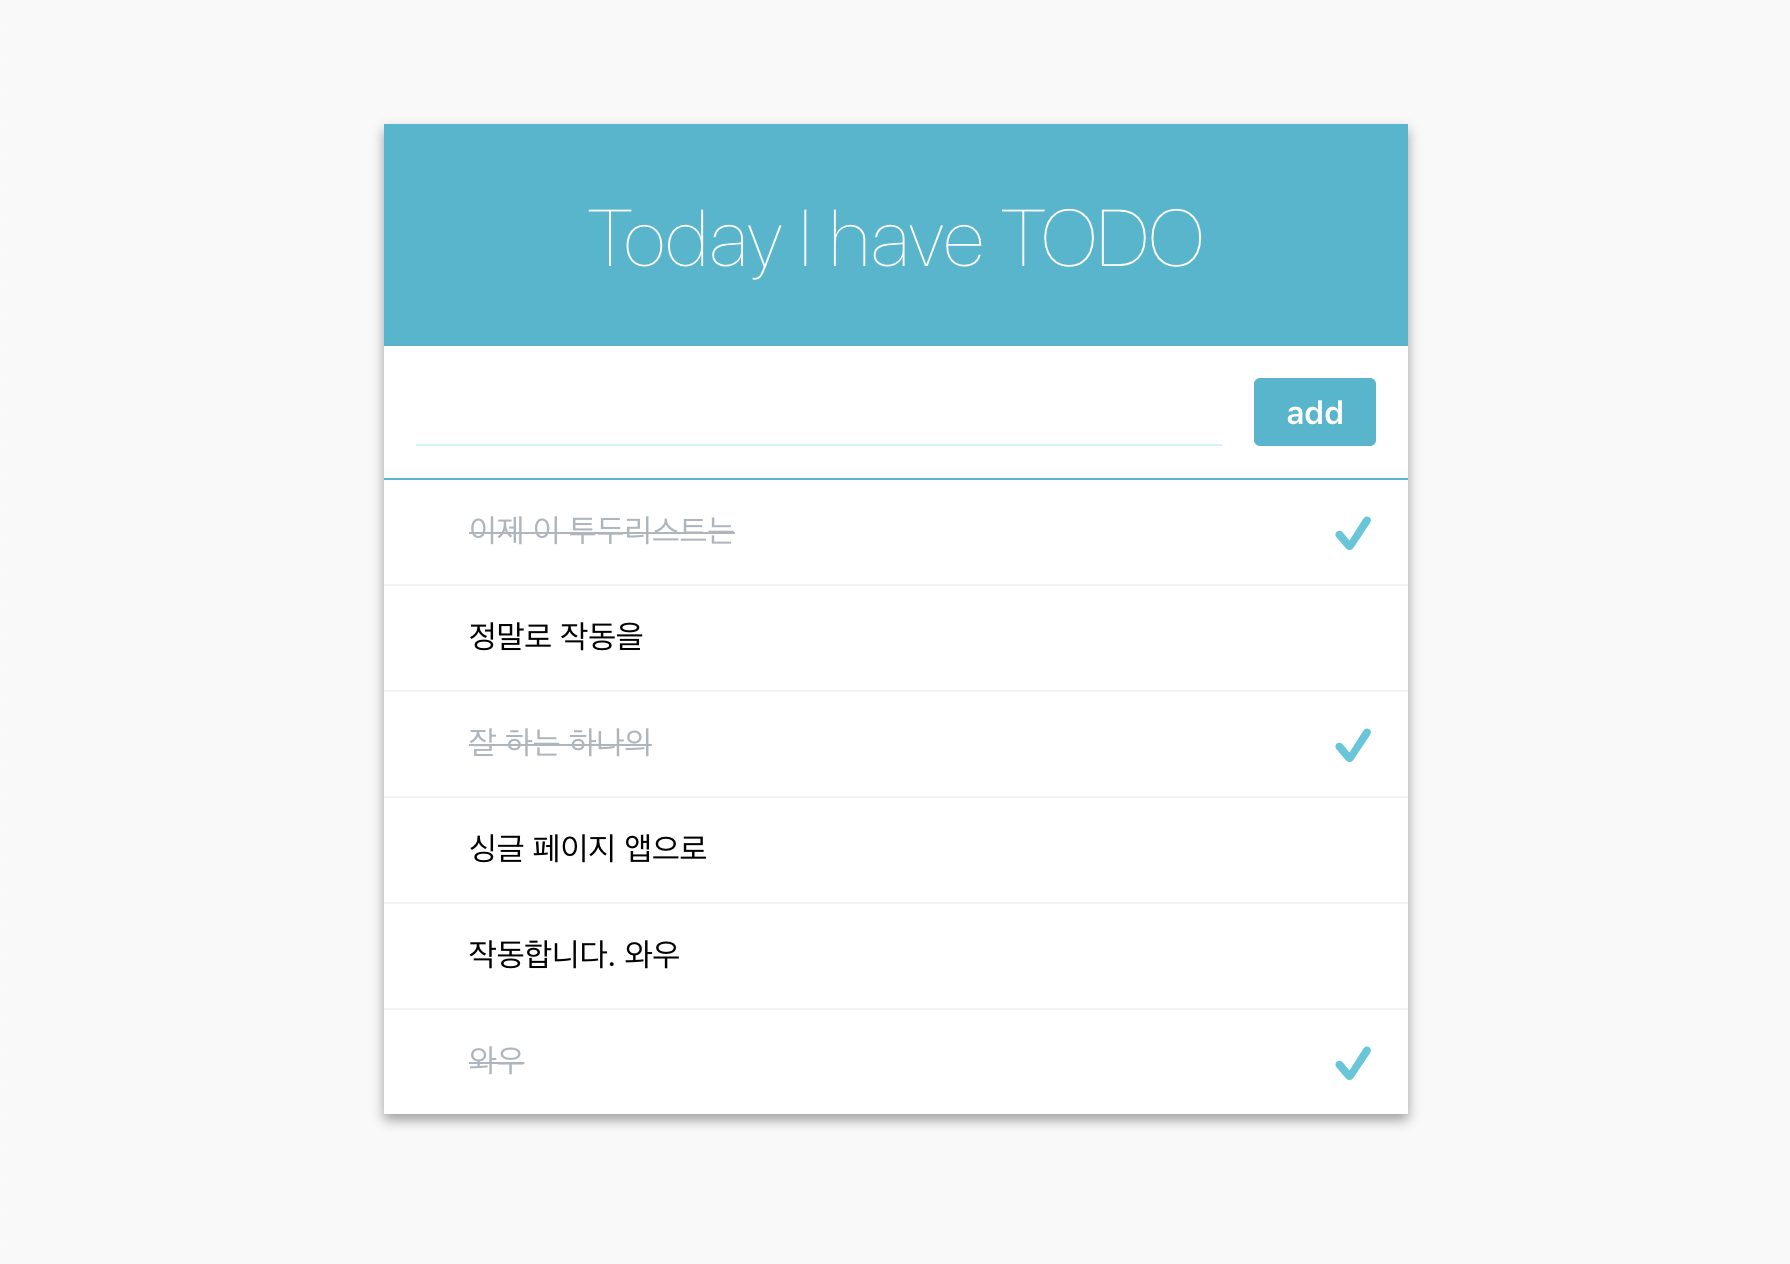 Today I have TODO
add
이제 이 투두리스트는
정말로 작동을
잘 하는 하나의
싱글 페이지 앱으로
작동합니다. 와우
와우